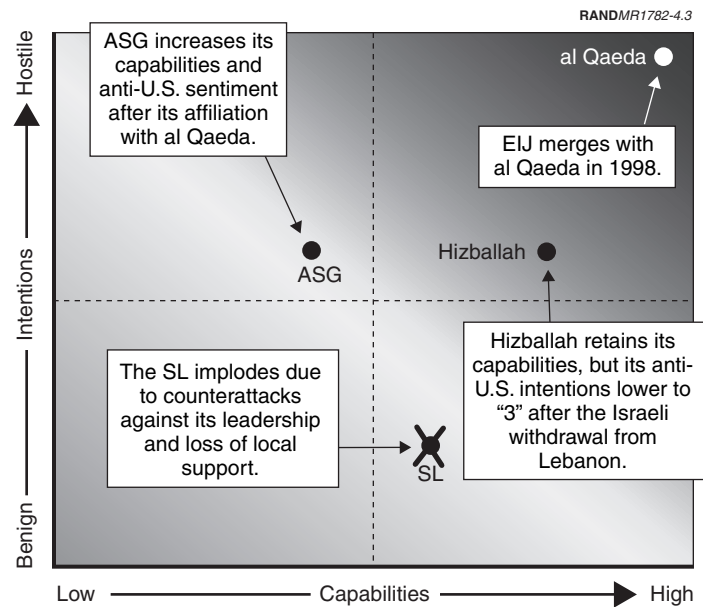 RANDMR1782-4.3
Hostile
Intentions
Benign
ASG increases its
capabilities and
anti-U.S. sentiment
after its affiliation
with al Qaeda.
al Qaeda
EIJ merges with
al Qaeda in 1998.
ASG
Hizballah
The SL implodes due
to counterattacks
against its leadership
and loss of local
support.
SL
Hizballah retains its
capabilities, but its anti-
U.S. intentions lower to
“3” after the Israeli
withdrawal from
Lebanon.
Low
Capabilities
High